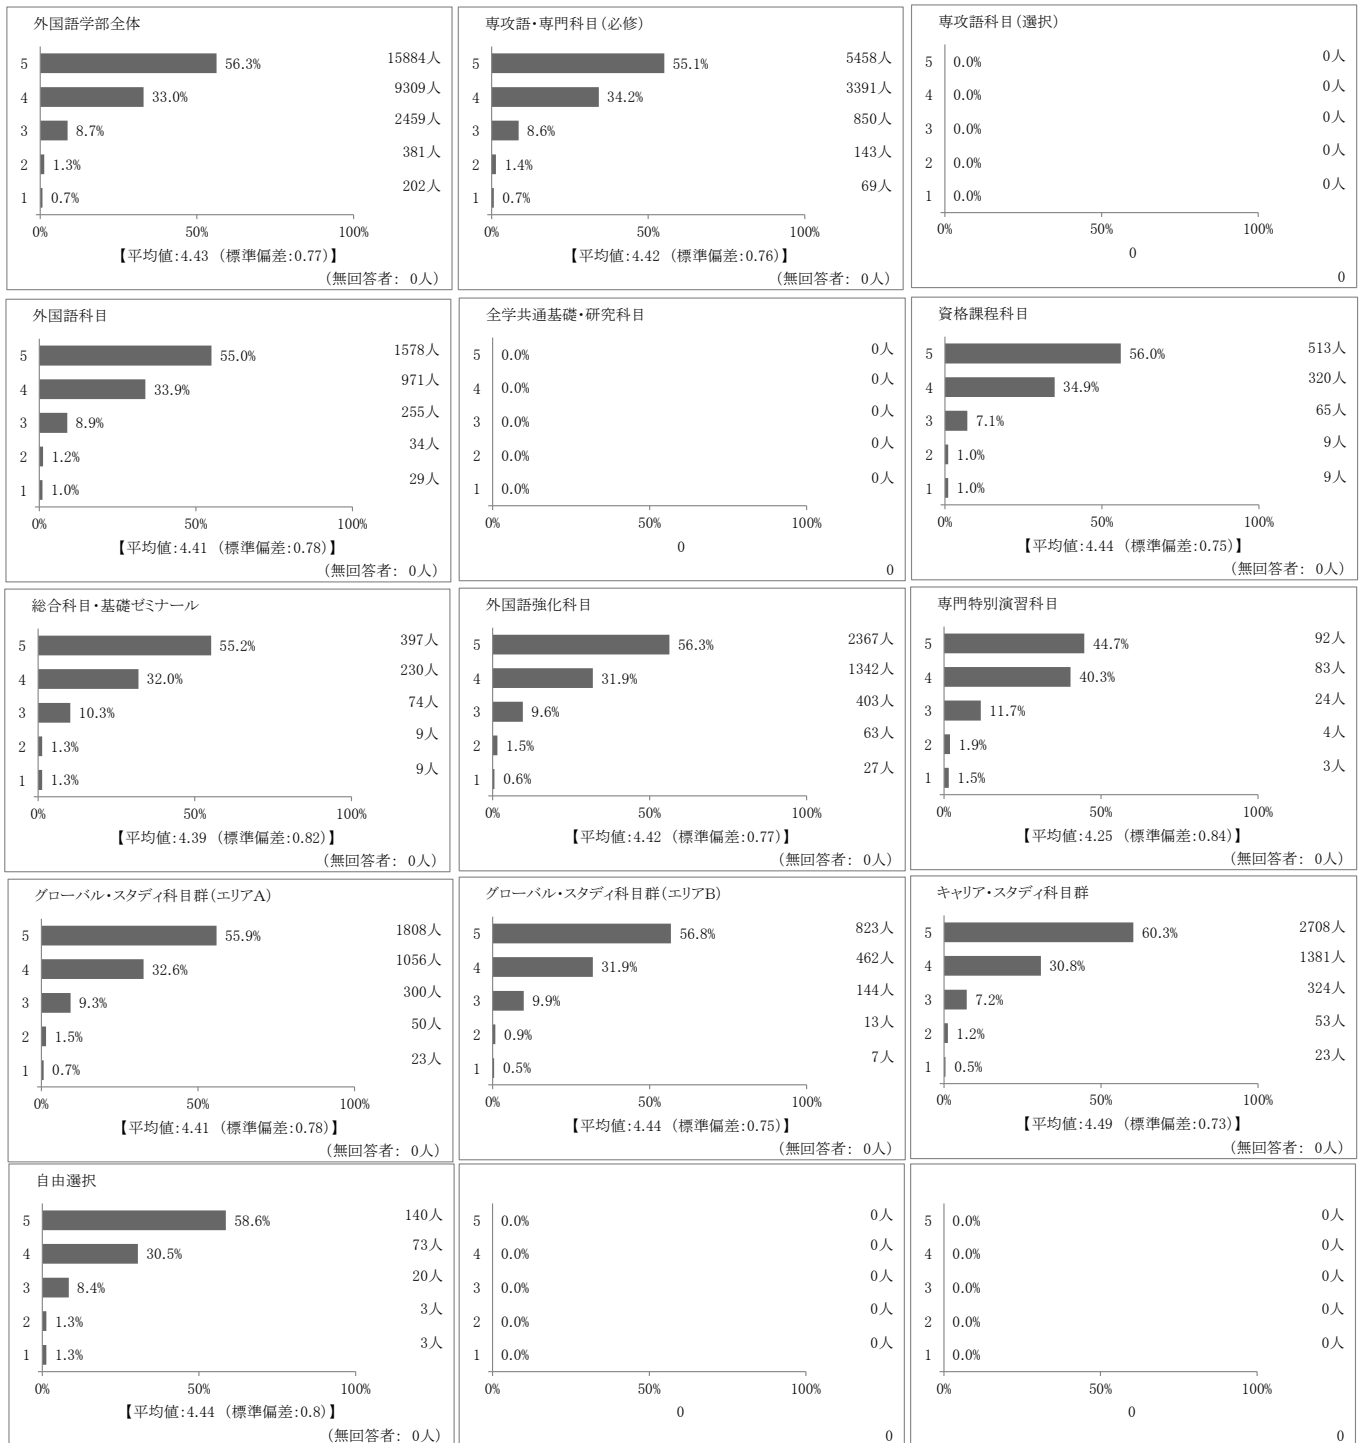 外国語学部全体
5 56.3% 15884人
4 33.0% 9309人
3 8.7% 2459人
2 1.3% 381人
1 0.7% 202人
0% 50% 100%
【平均値:4.43 (標準偏差:0.77)】
(無回答者: 0人)
専攻語・専門科目(必修)
5 55.1% 5458人
4 34.2% 3391人
3 8.6% 850人
2 1.4% 143人
1 0.7% 69人
0% 50% 100%
【平均値:4.42 (標準偏差:0.76)】
(無回答者: 0人)
専攻語科目(選択)
5 0.0% 0人
4 0.0% 0人
3 0.0% 0人
2 0.0% 0人
1 0.0% 0人
0% 50% 100%
0
0
外国語科目
5 55.0% 1578人
4 33.9% 971人
3 8.9% 255人
2 1.2% 34人
1 1.0% 29人
0% 50% 100%
【平均値:4.41 (標準偏差:0.78)】
(無回答者: 0人)
全学共通基礎・研究科目
5 0.0% 0人
4 0.0% 0人
3 0.0% 0人
2 0.0% 0人
1 0.0% 0人
0% 50% 100%
0
0
資格課程科目
5 56.0% 513人
4 34.9% 320人
3 7.1% 65人
2 1.0% 9人
1 1.0% 9人
0% 50% 100%
【平均値:4.44 (標準偏差:0.75)】
(無回答者: 0人)
総合科目・基礎ゼミナール
5 55.2% 397人
4 32.0% 230人
3 10.3% 74人
2 1.3% 9人
1 1.3% 9人
0% 50% 100%
【平均値:4.39 (標準偏差:0.82)】
(無回答者: 0人)
外国語強化科目
5 56.3% 2367人
4 31.9% 1342人
3 9.6% 403人
2 1.5% 63人
1 0.6% 27人
0% 50% 100%
【平均値:4.42 (標準偏差:0.77)】
(無回答者: 0人)
専門特別演習科目
5 44.7% 92人
4 40.3% 83人
3 11.7% 24人
2 1.9% 4人
1 1.5% 3人
0% 50% 100%
【平均値:4.25 (標準偏差:0.84)】
(無回答者: 0人)
グローバル・スタディ科目群(エリアA)
5 55.9% 1808人
4 32.6% 1056人
3 9.3% 300人
2 1.5% 50人
1 0.7% 23人
0% 50% 100%
【平均値:4.41 (標準偏差:0.78)】
(無回答者: 0人)
グローバル・スタディ科目群(エリアB)
5 56.8% 823人
4 31.9% 462人
3 9.9% 144人
2 0.9% 13人
1 0.5% 7人
0% 50% 100%
【平均値:4.44 (標準偏差:0.75)】
(無回答者: 0人)
キャリア・スタディ科目群
5 60.3% 2708人
4 30.8% 1381人
3 7.2% 324人
2 1.2% 53人
1 0.5% 23人
0% 50% 100%
【平均値:4.49 (標準偏差:0.73)】
(無回答者: 0人)
自由選択
5 58.6% 140人
4 30.5% 73人
3 8.4% 20人
2 1.3% 3人
1 1.3% 3人
0% 50% 100%
【平均値:4.44 (標準偏差:0.8)】
(無回答者: 0人)
5 0.0% 0人
4 0.0% 0人
3 0.0% 0人
2 0.0% 0人
1 0.0% 0人
0% 50% 100%
0
0
5 0.0% 0人
4 0.0% 0人
3 0.0% 0人
2 0.0% 0人
1 0.0% 0人
0% 50% 100%
0
0